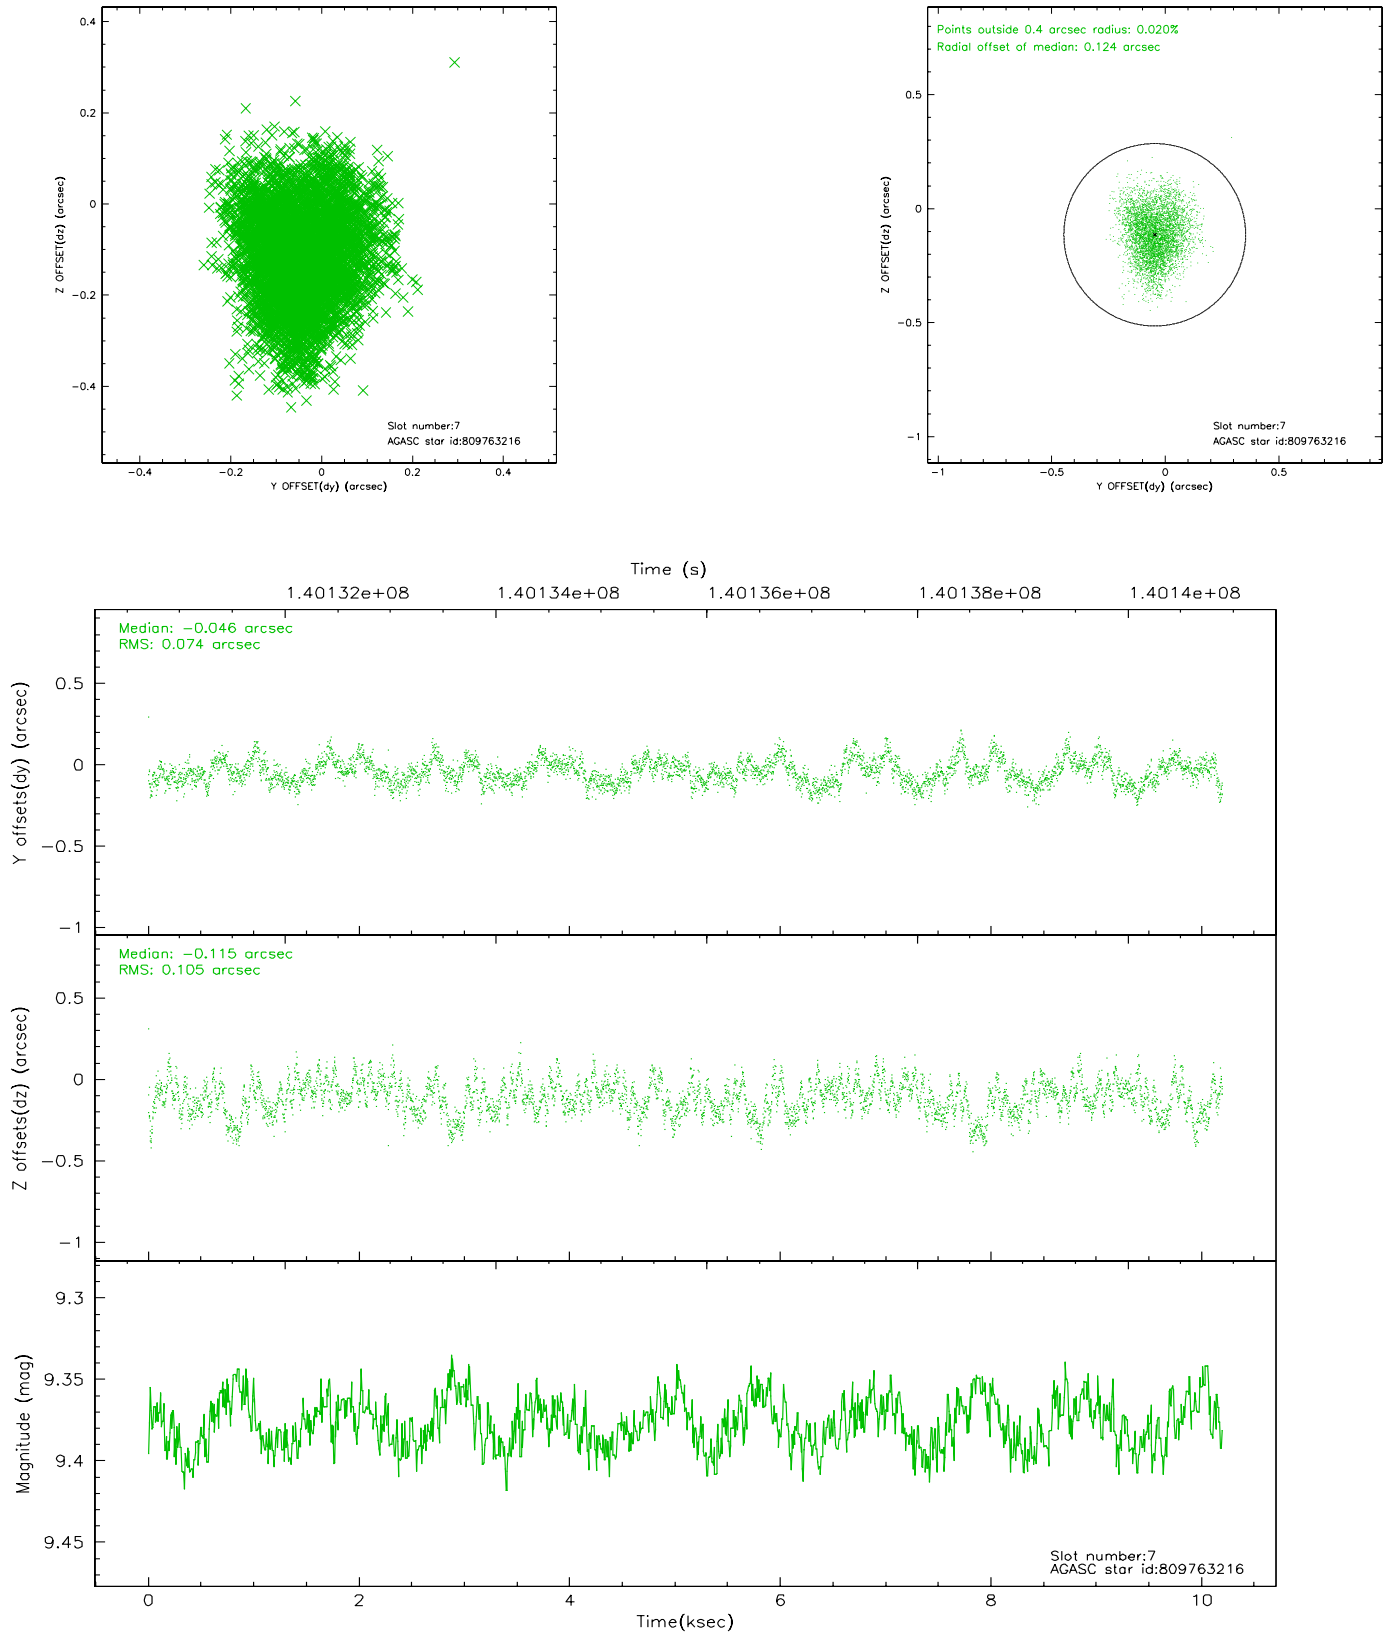 0.4
0.2
0
−0.2
−0.4
Z OFFSET(dz) (arcsec)
Slot number:7
AGASC star id:809763216
−0.4 −0.2 0 0.2 0.4
Y OFFSET(dy) (arcsec)
Points outside 0.4 arcsec radius: 0.020%
Radial offset of median: 0.124 arcsec
0.5
0
−0.5
−1
Z OFFSET(dz) (arcsec)
Slot number:7
AGASC star id:809763216
−1 −0.5 0 0.5
Y OFFSET(dy) (arcsec)
Time (s)
1.40132e+08 1.40134e+08 1.40136e+08 1.40138e+08 1.4014e+08
Median: −0.046 arcsec
RMS: 0.074 arcsec
0.5
0
−0.5
−1
Y offsets(dy) (arcsec)
Median: −0.115 arcsec
RMS: 0.105 arcsec
0.5
0
−0.5
−1
Z offsets(dz) (arcsec)
9.3
9.35
9.4
9.45
Magnitude (mag)
Slot number:7
AGASC star id:809763216
0 2 4 6 8 10
Time(ksec)